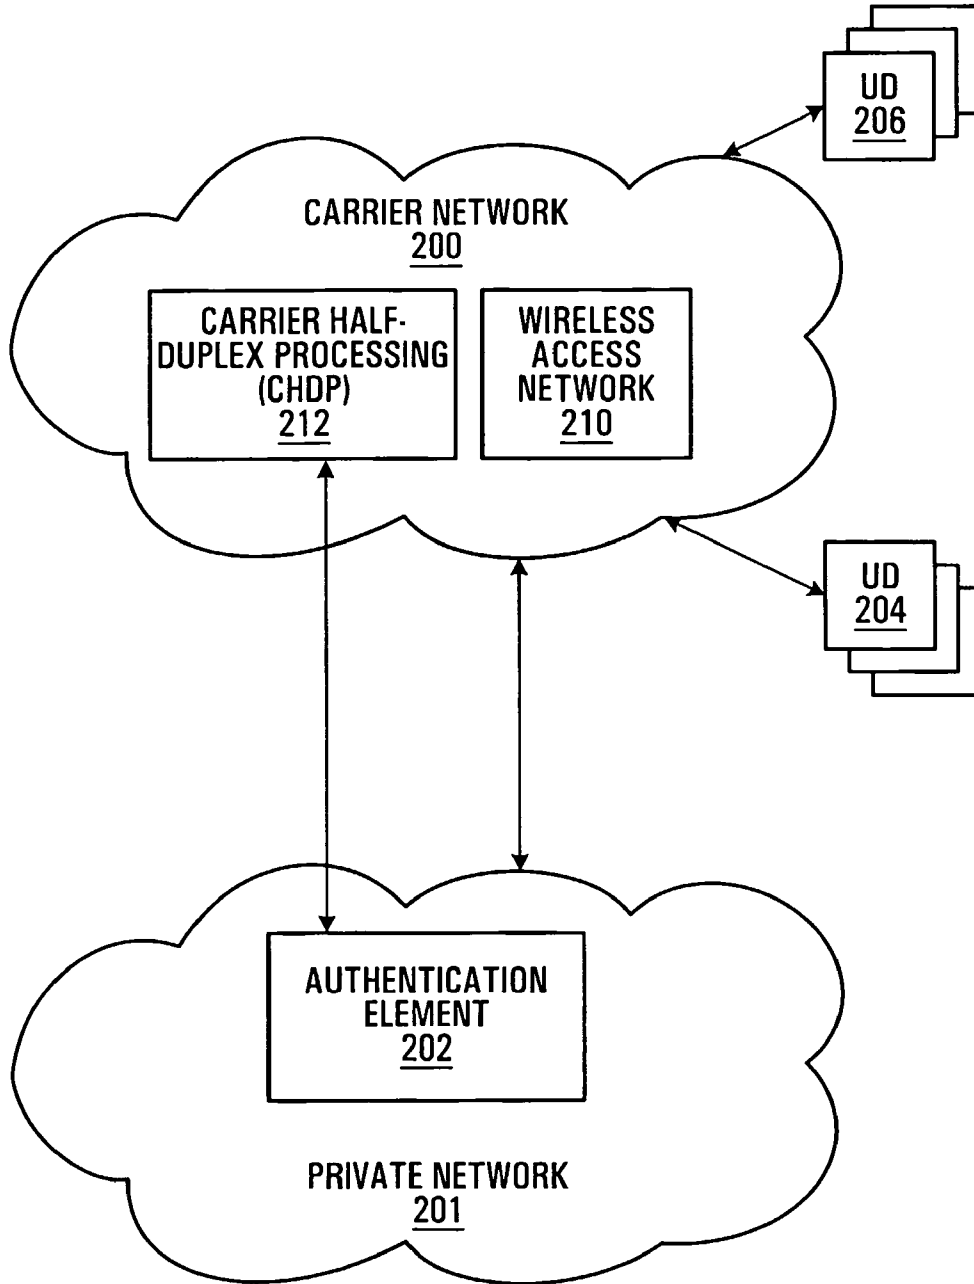 UD
206
CARRIER NETWORK
200
CARRIER HALF-
DUPLEX PROCESSING
(CHDP)
212
WIRELESS
ACCESS
NETWORK
210
UD
204
AUTHENTICATION
ELEMENT
202
PRIVATE NETWORK
201